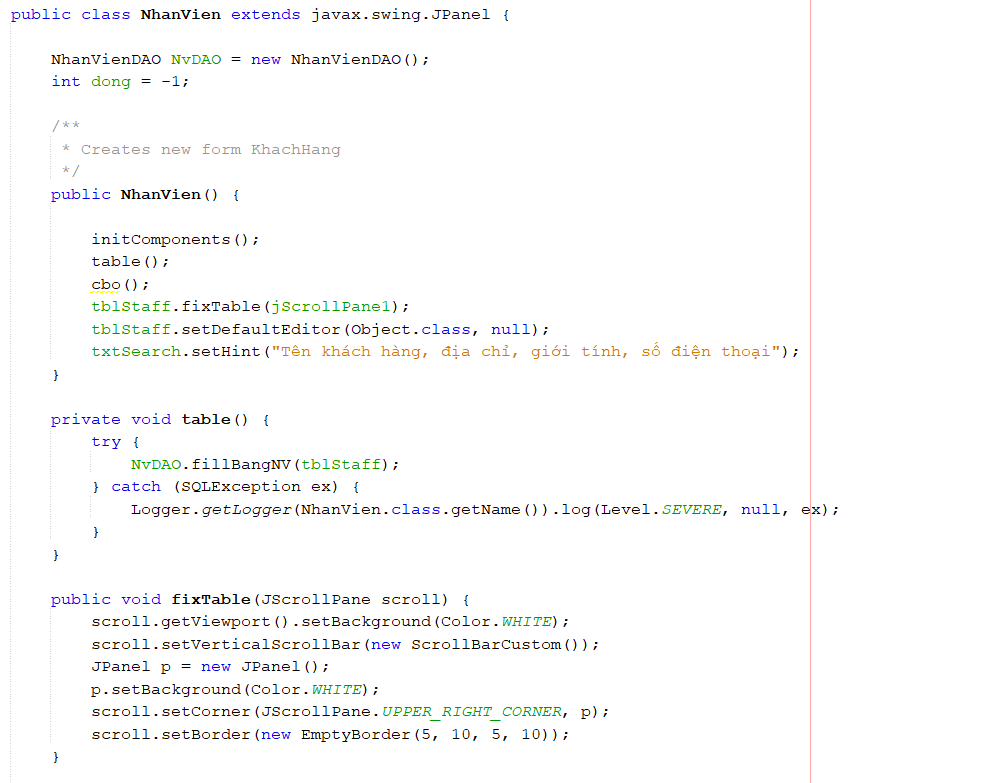 public class NhanVien extends javax.swing.JPanel {
NhanVienDAO NvDAO = new NhanVienDAO();
int dong = -1;
/**
* Creates new form KhachHang
*/
public NhanVien() {
initComponents();
table();
cbo();
tblStaff.fixTable(jScrollPane1);
tblStaff.setDefaultEditor(Object.class, null);
txtSearch.setHint("Tên khách hàng, địa chỉ, giới tính, số điện thoại");
}
private void table() {
try {
NvDAO.fillBangNV(tblStaff);
} catch (SQLException ex) {
Logger.getLogger(NhanVien.class.getName()).log(Level.SEVERE, null, ex);
}
}
public void fixTable(JScrollPane scroll) {
scroll.getViewport().setBackground(Color.WHITE);
scroll.setVerticalScrollBar(new ScrollBarCustom());
JPanel p = new JPanel();
p.setBackground(Color.WHITE);
scroll.setCorner(JScrollPane.UPPER_RIGHT_CORNER, p);
scroll.setBorder(new EmptyBorder(5, 10, 5, 10));
}